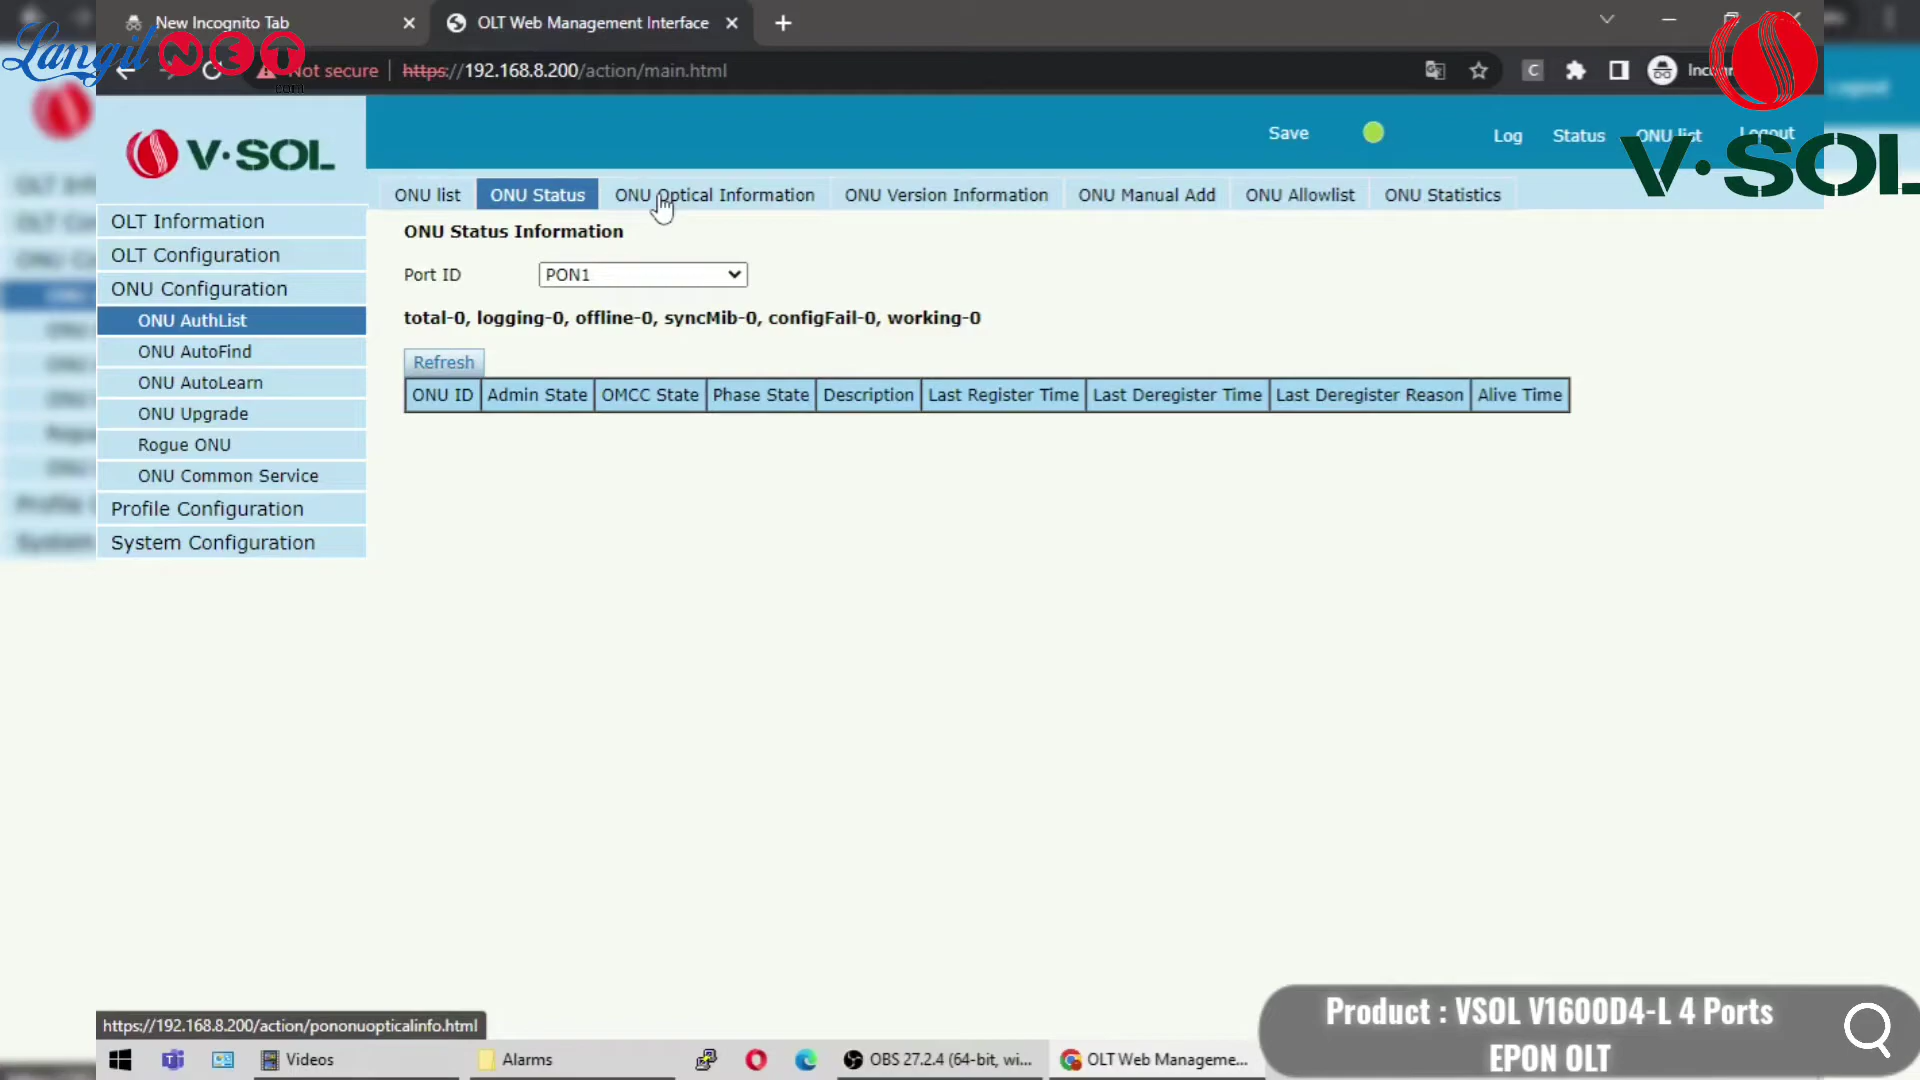 New Incognito Tab
OLT Web Management Interface
Langil NET
.com
Not secure
https://192.168.8.200/action/main.html
V·SOL
V·SOL
Save
Log
Status
ONU list
Logout
ONU list
ONU Status
ONU Optical Information
ONU Version Information
ONU Manual Add
ONU Allowlist
ONU Statistics
OLT Information
OLT Configuration
ONU Configuration
ONU AuthList
ONU AutoFind
ONU AutoLearn
ONU Upgrade
Rogue ONU
ONU Common Service
Profile Configuration
System Configuration
ONU Status Information
Port ID
PON1
total-0, logging-0, offline-0, syncMib-0, configFail-0, working-0
Refresh
ONU ID
Admin State
OMCC State
Phase State
Description
Last Register Time
Last Deregister Time
Last Deregister Reason
Alive Time
https://192.168.8.200/action/pononuopticalinfo.html
Videos
Alarms
OBS 27.2.4 (64-bit, wi...
OLT Web Manageme...
Product : VSOL V1600D4-L 4 Ports
EPON OLT